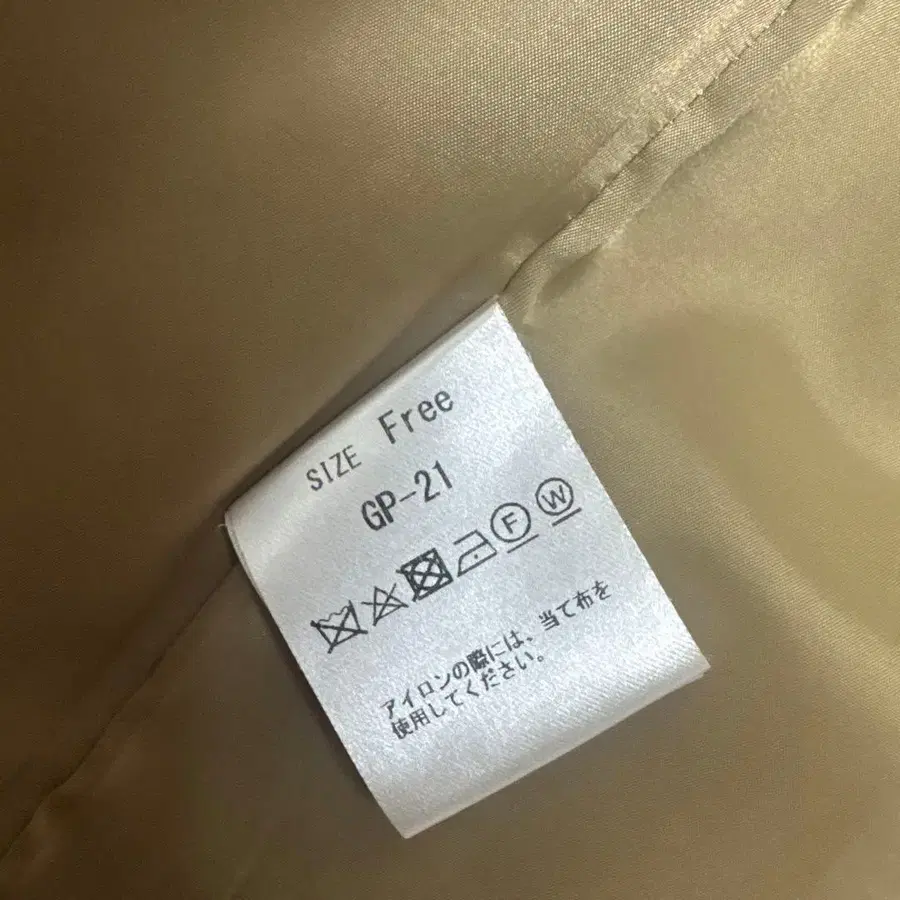 SIZE Free
GP-21
F W
アイロンの際には、当て布を
使用してください。